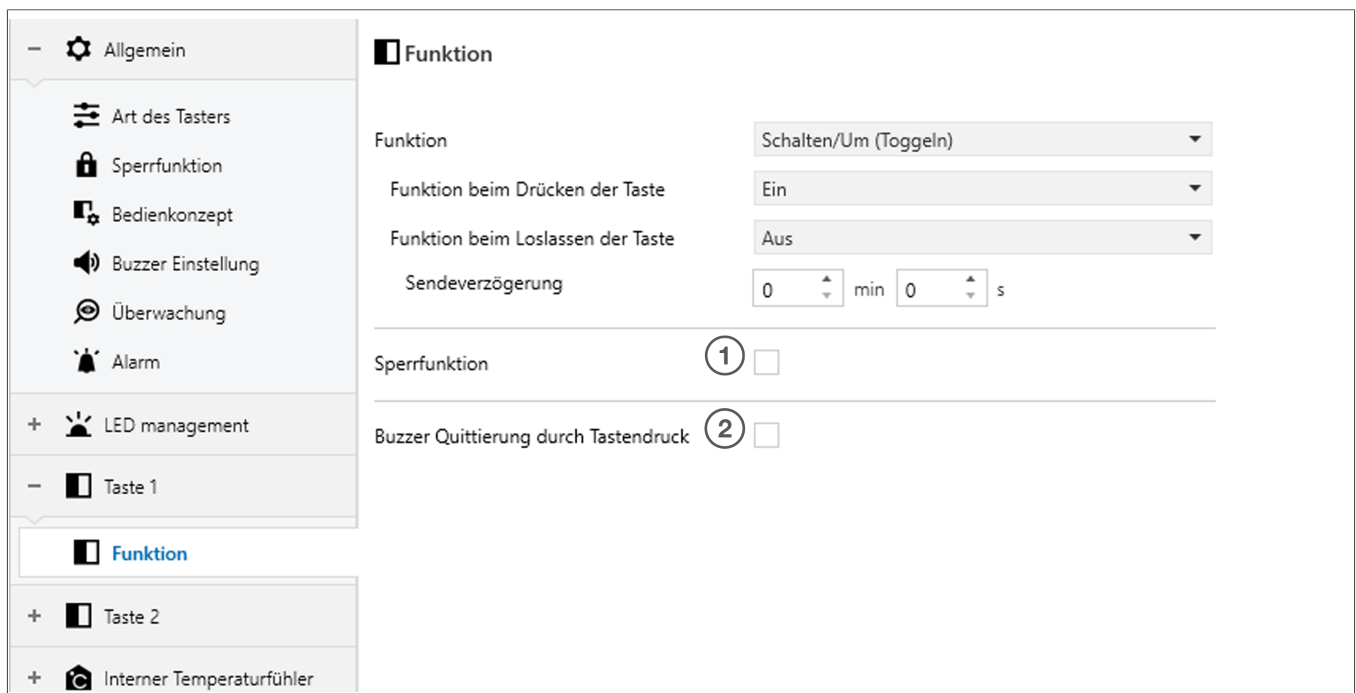 Allgemein
Art des Tasters
Sperrfunktion
Bedienkonzept
Buzzer Einstellung
Überwachung
Alarm
LED management
Taste 1
Funktion
Taste 2
Interner Temperaturfühler
Funktion
Funktion Schalten/Um (Toggeln)
Funktion beim Drücken der Taste Ein
Funktion beim Loslassen der Taste Aus
Sendeverzögerung 0 min 0 s
Sperrfunktion 1
Buzzer Quittierung durch Tastendruck 2